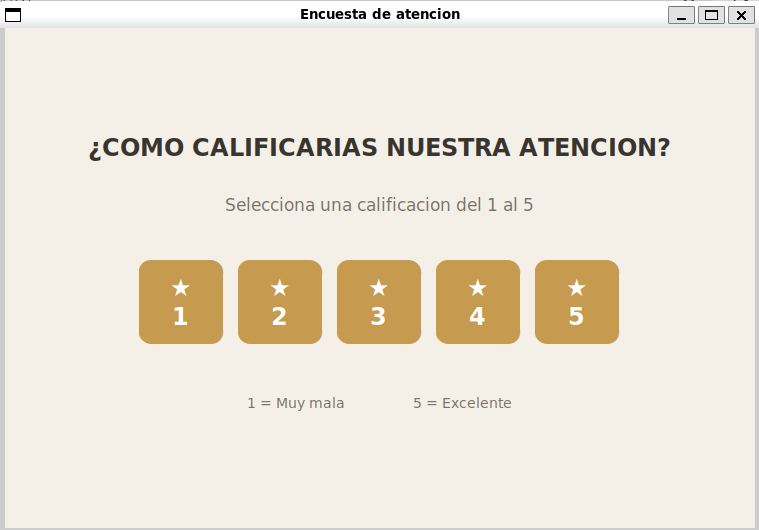 Encuesta de atencion
¿COMO CALIFICARIAS NUESTRA ATENCION?
Selecciona una calificacion del 1 al 5
★ ★ ★ ★ ★
1 2 3 4 5
1 = Muy mala 5 = Excelente